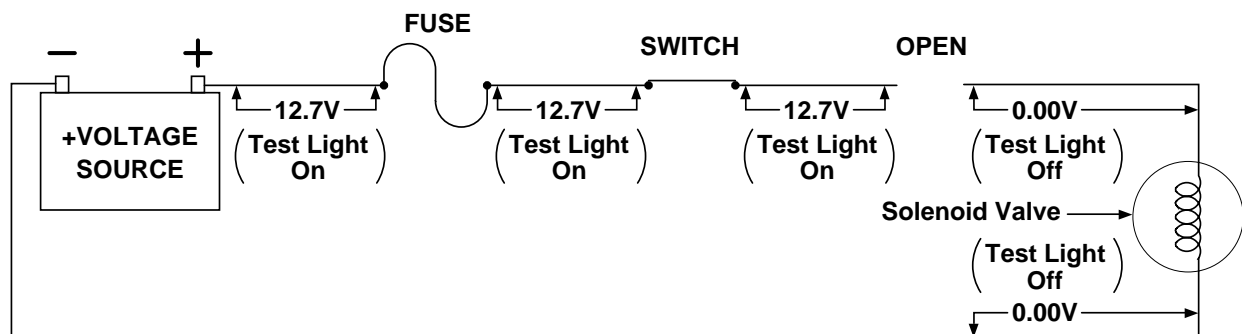 FUSE
SWITCH
OPEN
− +
+VOLTAGE
SOURCE
12.7V
(Test Light
On)
12.7V
(Test Light
On)
12.7V
(Test Light
On)
0.00V
(Test Light
Off)
Solenoid Valve
(Test Light
Off)
0.00V